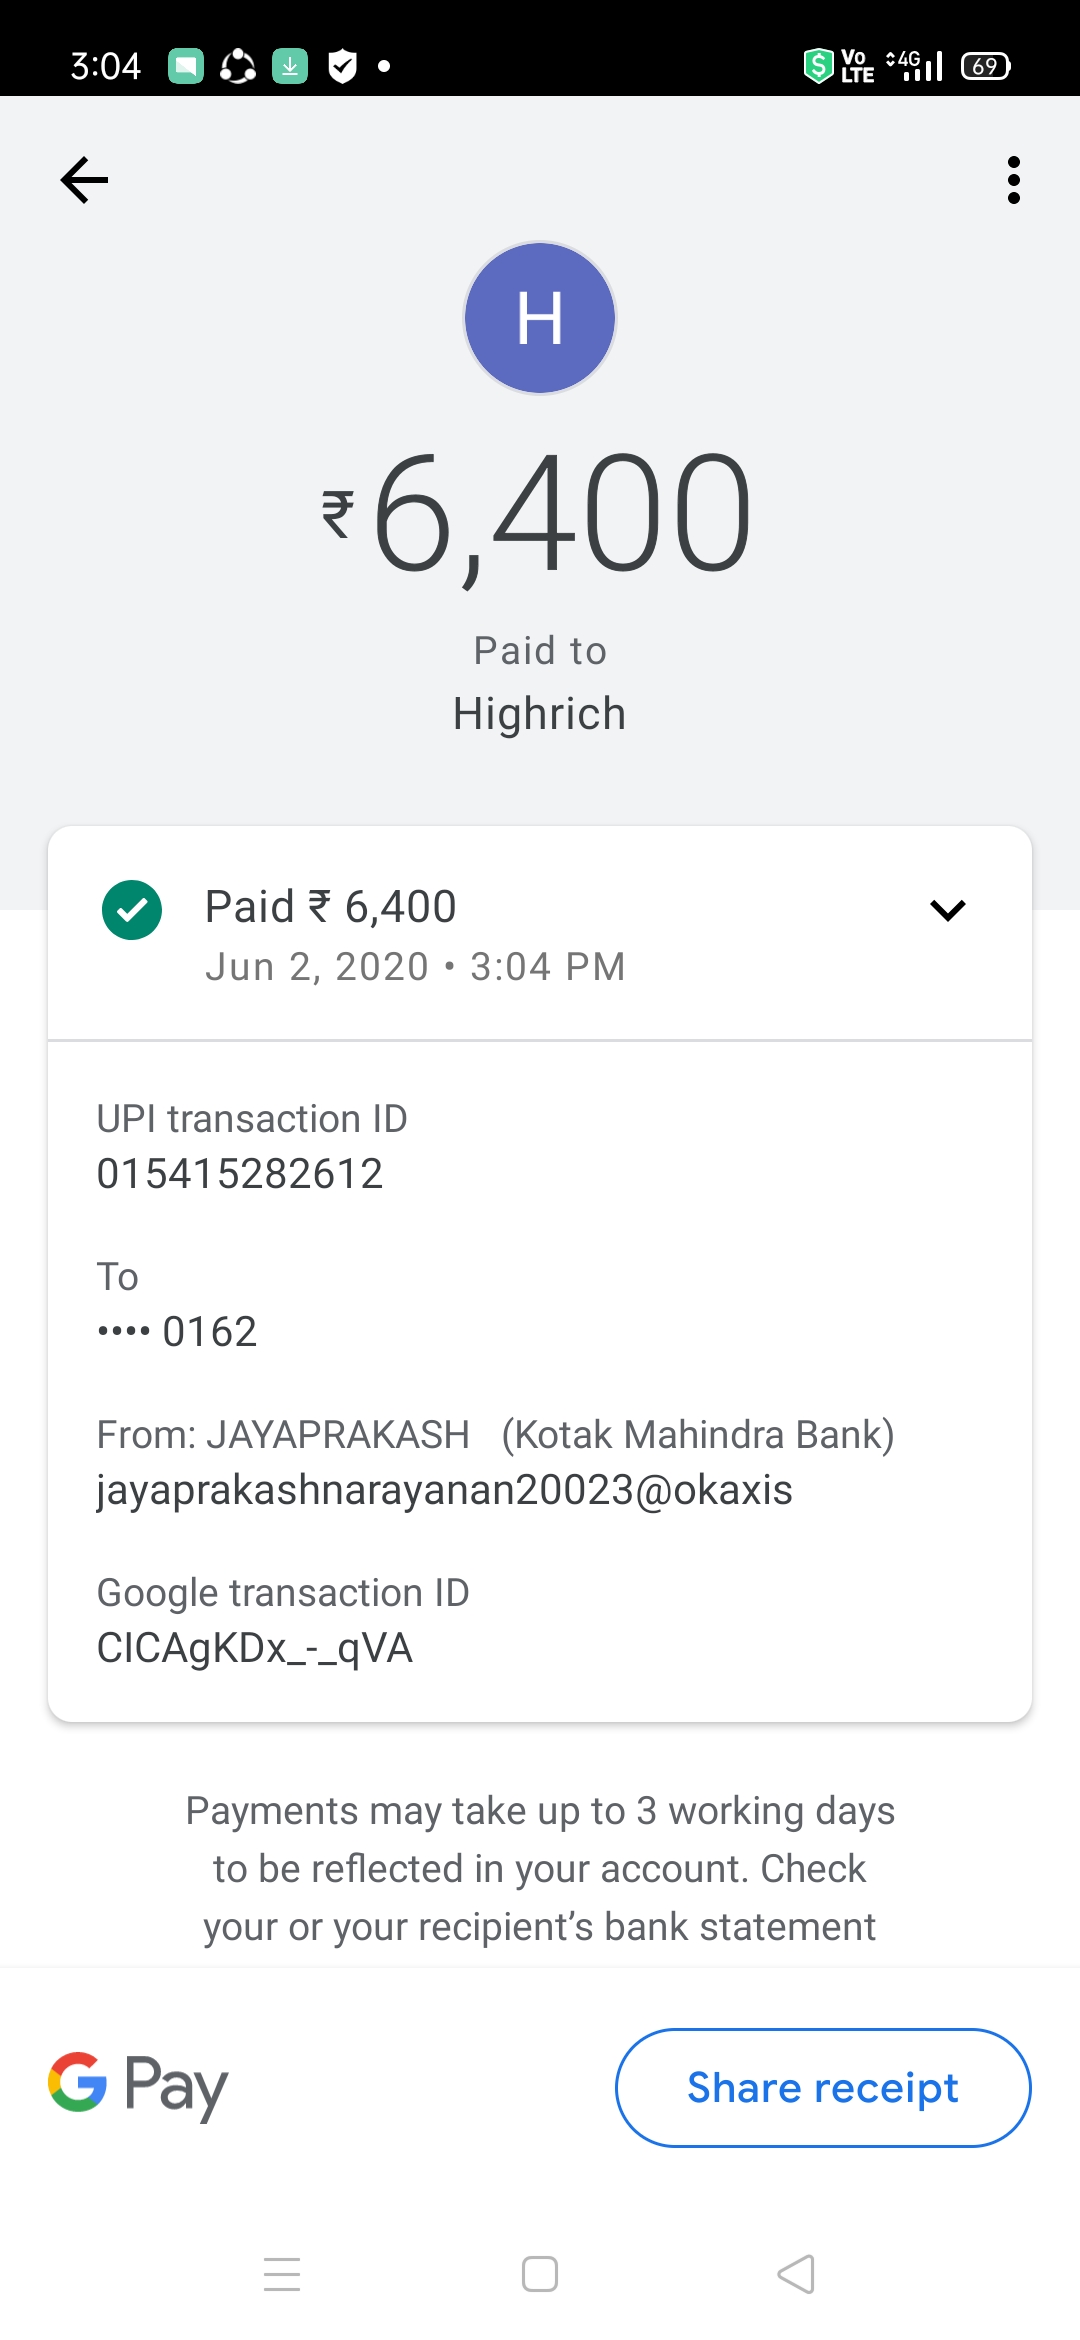 3:04
Vo LTE 4G 69
H
₹6,400
Paid to
Highrich
Paid ₹ 6,400
Jun 2, 2020 • 3:04 PM
UPI transaction ID
015415282612
To
•••• 0162
From: JAYAPRAKASH (Kotak Mahindra Bank)
jayaprakashnarayanan20023@okaxis
Google transaction ID
CICAgKDx_-_qVA
Payments may take up to 3 working days
to be reflected in your account. Check
your or your recipient’s bank statement
G Pay
Share receipt